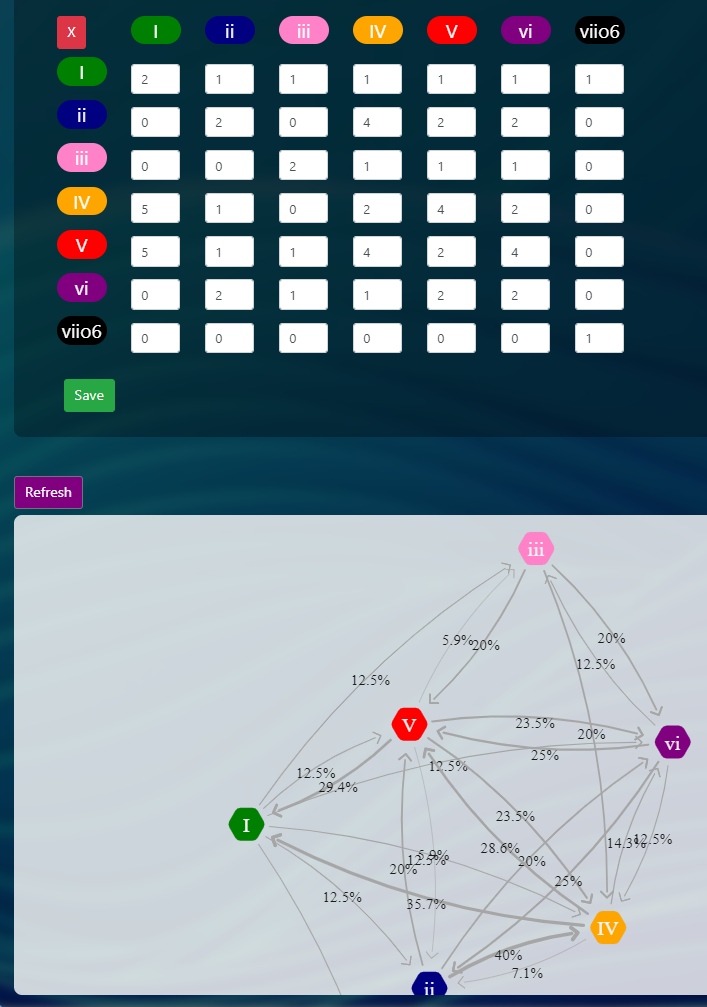 X I ii iii IV V vi viio6
I 2 1 1 1 1 1 1
ii 0 2 0 4 2 2 0
iii 0 0 2 1 1 1 0
IV 5 1 0 2 4 2 0
V 5 1 1 4 2 4 0
vi 0 2 1 1 2 2 0
viio6 0 0 0 0 0 0 1
Save
Refresh
iii
5.9%
20%
20%
12.5%
12.5%
V
23.5%
20%
vi
25%
12.5%
12.5%
29.4%
I
23.5%
28.6%
14.3%
12.5%
5.9%
12.5%
20%
20%
25%
12.5%
35.7%
IV
40%
7.1%
ii